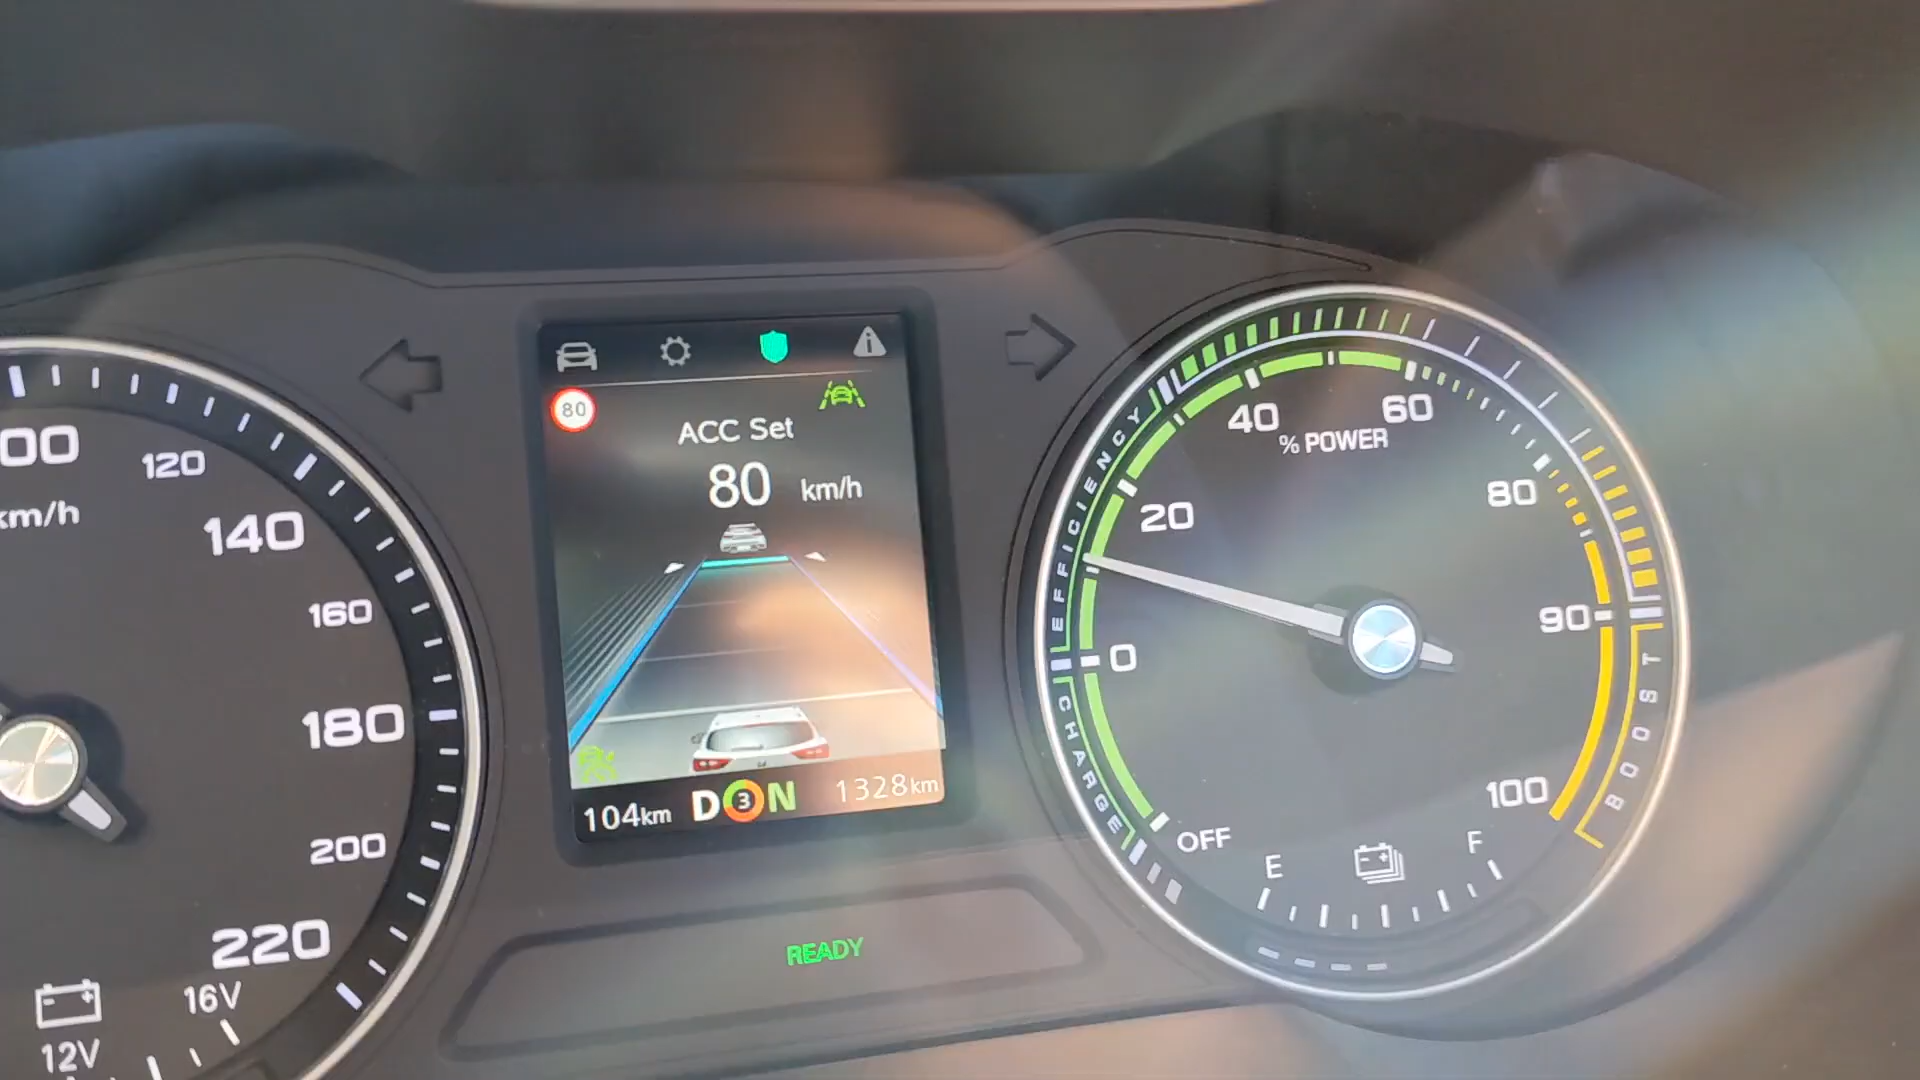 00
km/h
120
140
160
180
200
220
16V
12V
80
ACC Set
80 km/h
104km D 3 N 1328km
READY
EFFICIENCY
CHARGE
BOOST
% POWER
0
20
40
60
80
90
100
OFF
E
F